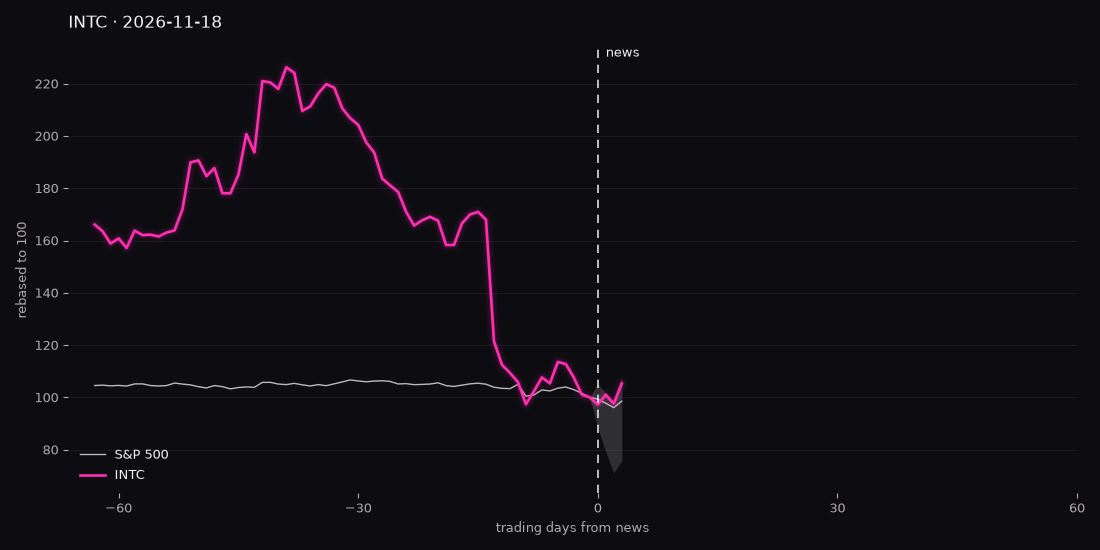 INTC · 2026-11-18
news
220
200
180
160
140
120
100
80
rebased to 100
S&P 500
INTC
−60
−30
0
30
60
trading days from news